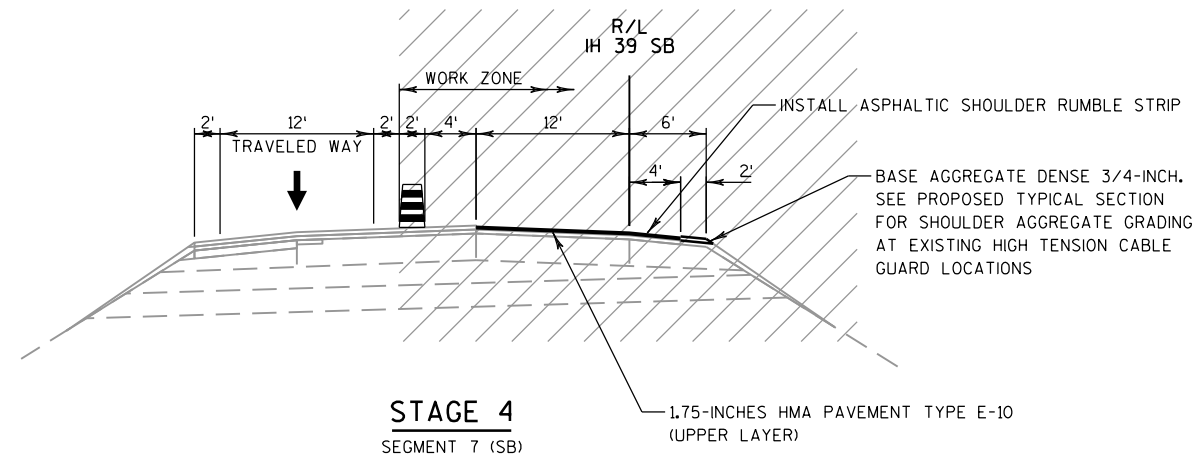 R/L
IH 39 SB
WORK ZONE
INSTALL ASPHALTIC SHOULDER RUMBLE STRIP
2'
12'
2'
2'
4'
12'
6'
TRAVELED WAY
4'
2'
BASE AGGREGATE DENSE 3/4-INCH.
SEE PROPOSED TYPICAL SECTION
FOR SHOULDER AGGREGATE GRADING
AT EXISTING HIGH TENSION CABLE
GUARD LOCATIONS
1.75-INCHES HMA PAVEMENT TYPE E-10
(UPPER LAYER)
STAGE 4
SEGMENT 7 (SB)